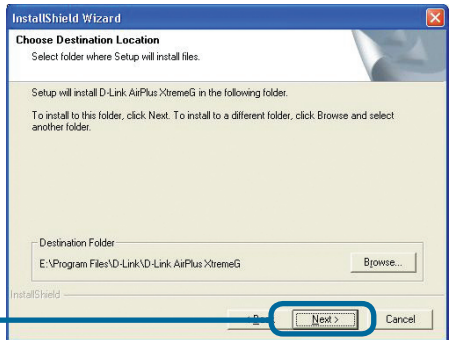 InstallShield Wizard
Choose Destination Location
Select folder where Setup will install files.
Setup will install D-Link AirPlus XtremeG in the following folder.
To install to this folder, click Next. To install to a different folder, click Browse and select
another folder.
Destination Folder
E:\Program Files\D-Link\D-Link AirPlus XtremeG
Browse...
InstallShield
Next >
Cancel